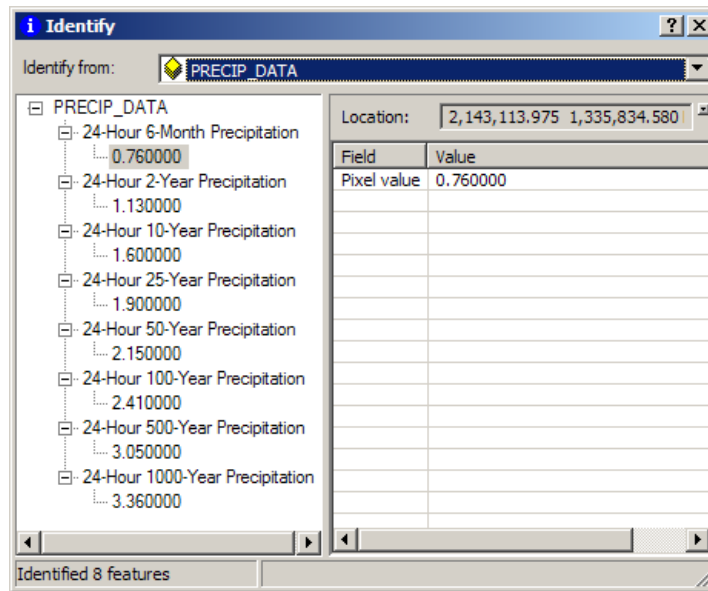 Identify
Identify from: PRECIP_DATA
PRECIP_DATA
24-Hour 6-Month Precipitation
0.760000
24-Hour 2-Year Precipitation
1.130000
24-Hour 10-Year Precipitation
1.600000
24-Hour 25-Year Precipitation
1.900000
24-Hour 50-Year Precipitation
2.150000
24-Hour 100-Year Precipitation
2.410000
24-Hour 500-Year Precipitation
3.050000
24-Hour 1000-Year Precipitation
3.360000
Location: 2,143,113.975 1,335,834.580
Field Value
Pixel value 0.760000
Identified 8 features